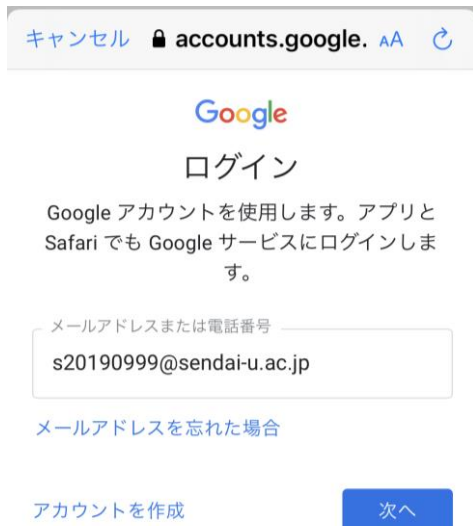 キャンセル accounts.google. AA
Google
ログイン
Google アカウントを使用します。アプリと
Safari でも Google サービスにログインしま
す。
メールアドレスまたは電話番号
s20190999@sendai-u.ac.jp
メールアドレスを忘れた場合
アカウントを作成 次へ